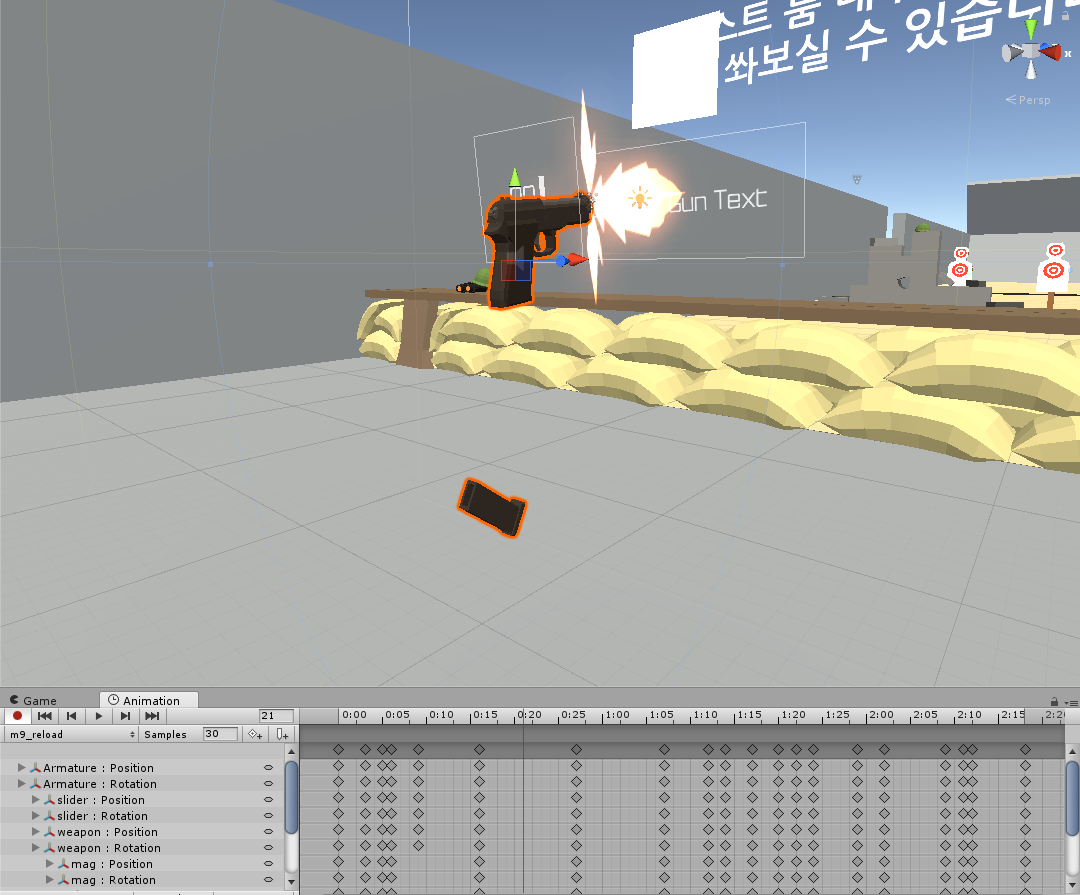 쏴보실 수 있습니다
Persp
x
Text
Game
Animation
21
0:00 0:05 0:10 0:15 0:20 0:25 1:00 1:05 1:10 1:15 1:20 1:25 2:00 2:05 2:10 2:15
m9_reload
Samples
30
Armature : Position
Armature : Rotation
slider : Position
slider : Rotation
weapon : Position
weapon : Rotation
mag : Position
mag : Rotation